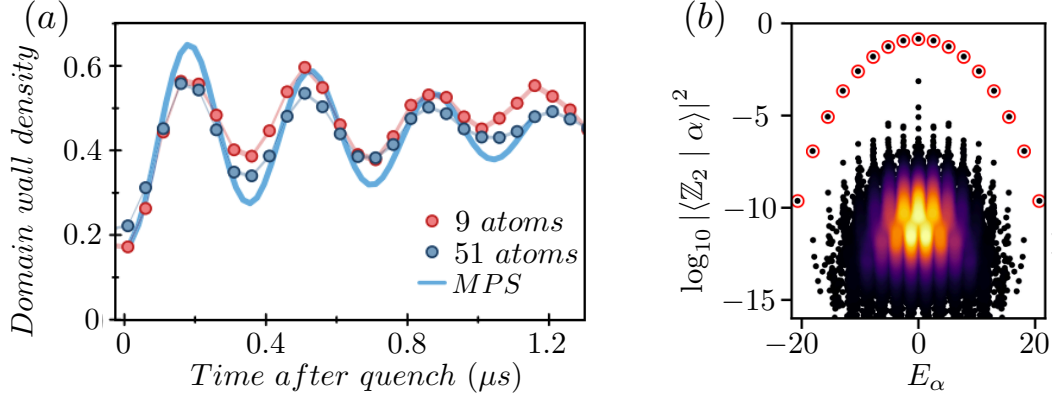 (a)
Domain wall density
0.6
0.4
0.2
0
9 atoms
51 atoms
MPS
0
0.4
0.8
1.2
Time after quench (μs)
(b)
log₁₀ |⟨ℤ₂ | α⟩|²
0
−5
−10
−15
−20
0
20
E_α